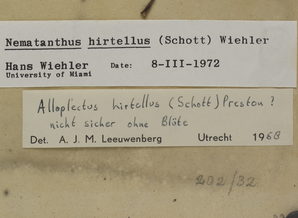 Nematanthus hirtellus (Schott) Wiehler
Hans Wiehler Date: 8-III-1972
University of Miami
Alloplectus hirtellus (Schott) Preston?
nicht sicher ohne Blüte
Det. A. J. M. Leeuwenberg Utrecht 1968
202/82